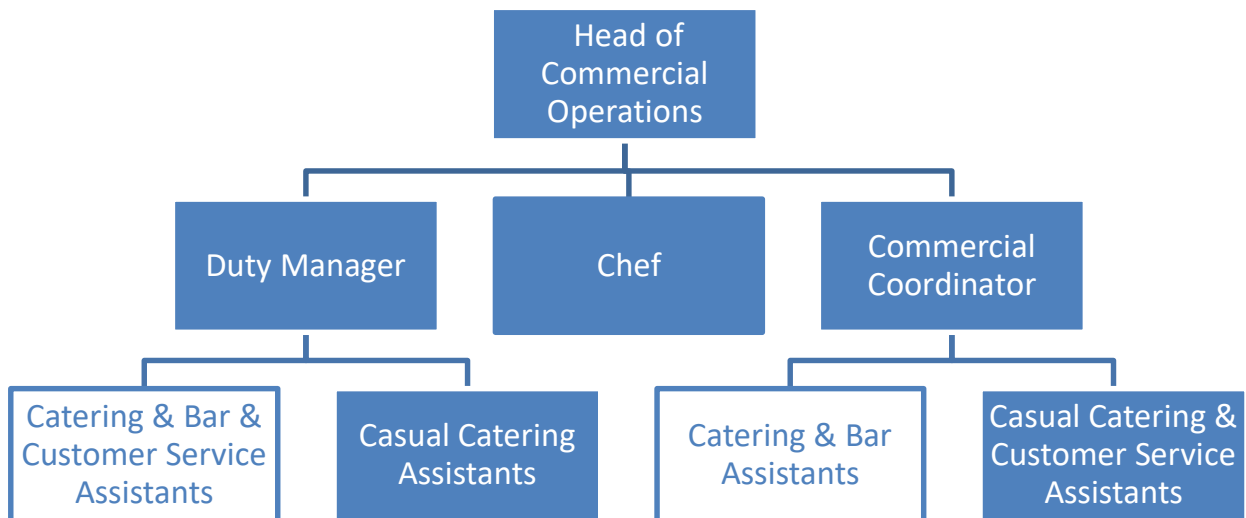 Head of
Commercial
Operations
Duty Manager
Chef
Commercial
Coordinator
Catering & Bar &
Customer Service
Assistants
Casual Catering
Assistants
Catering & Bar
Assistants
Casual Catering &
Customer Service
Assistants